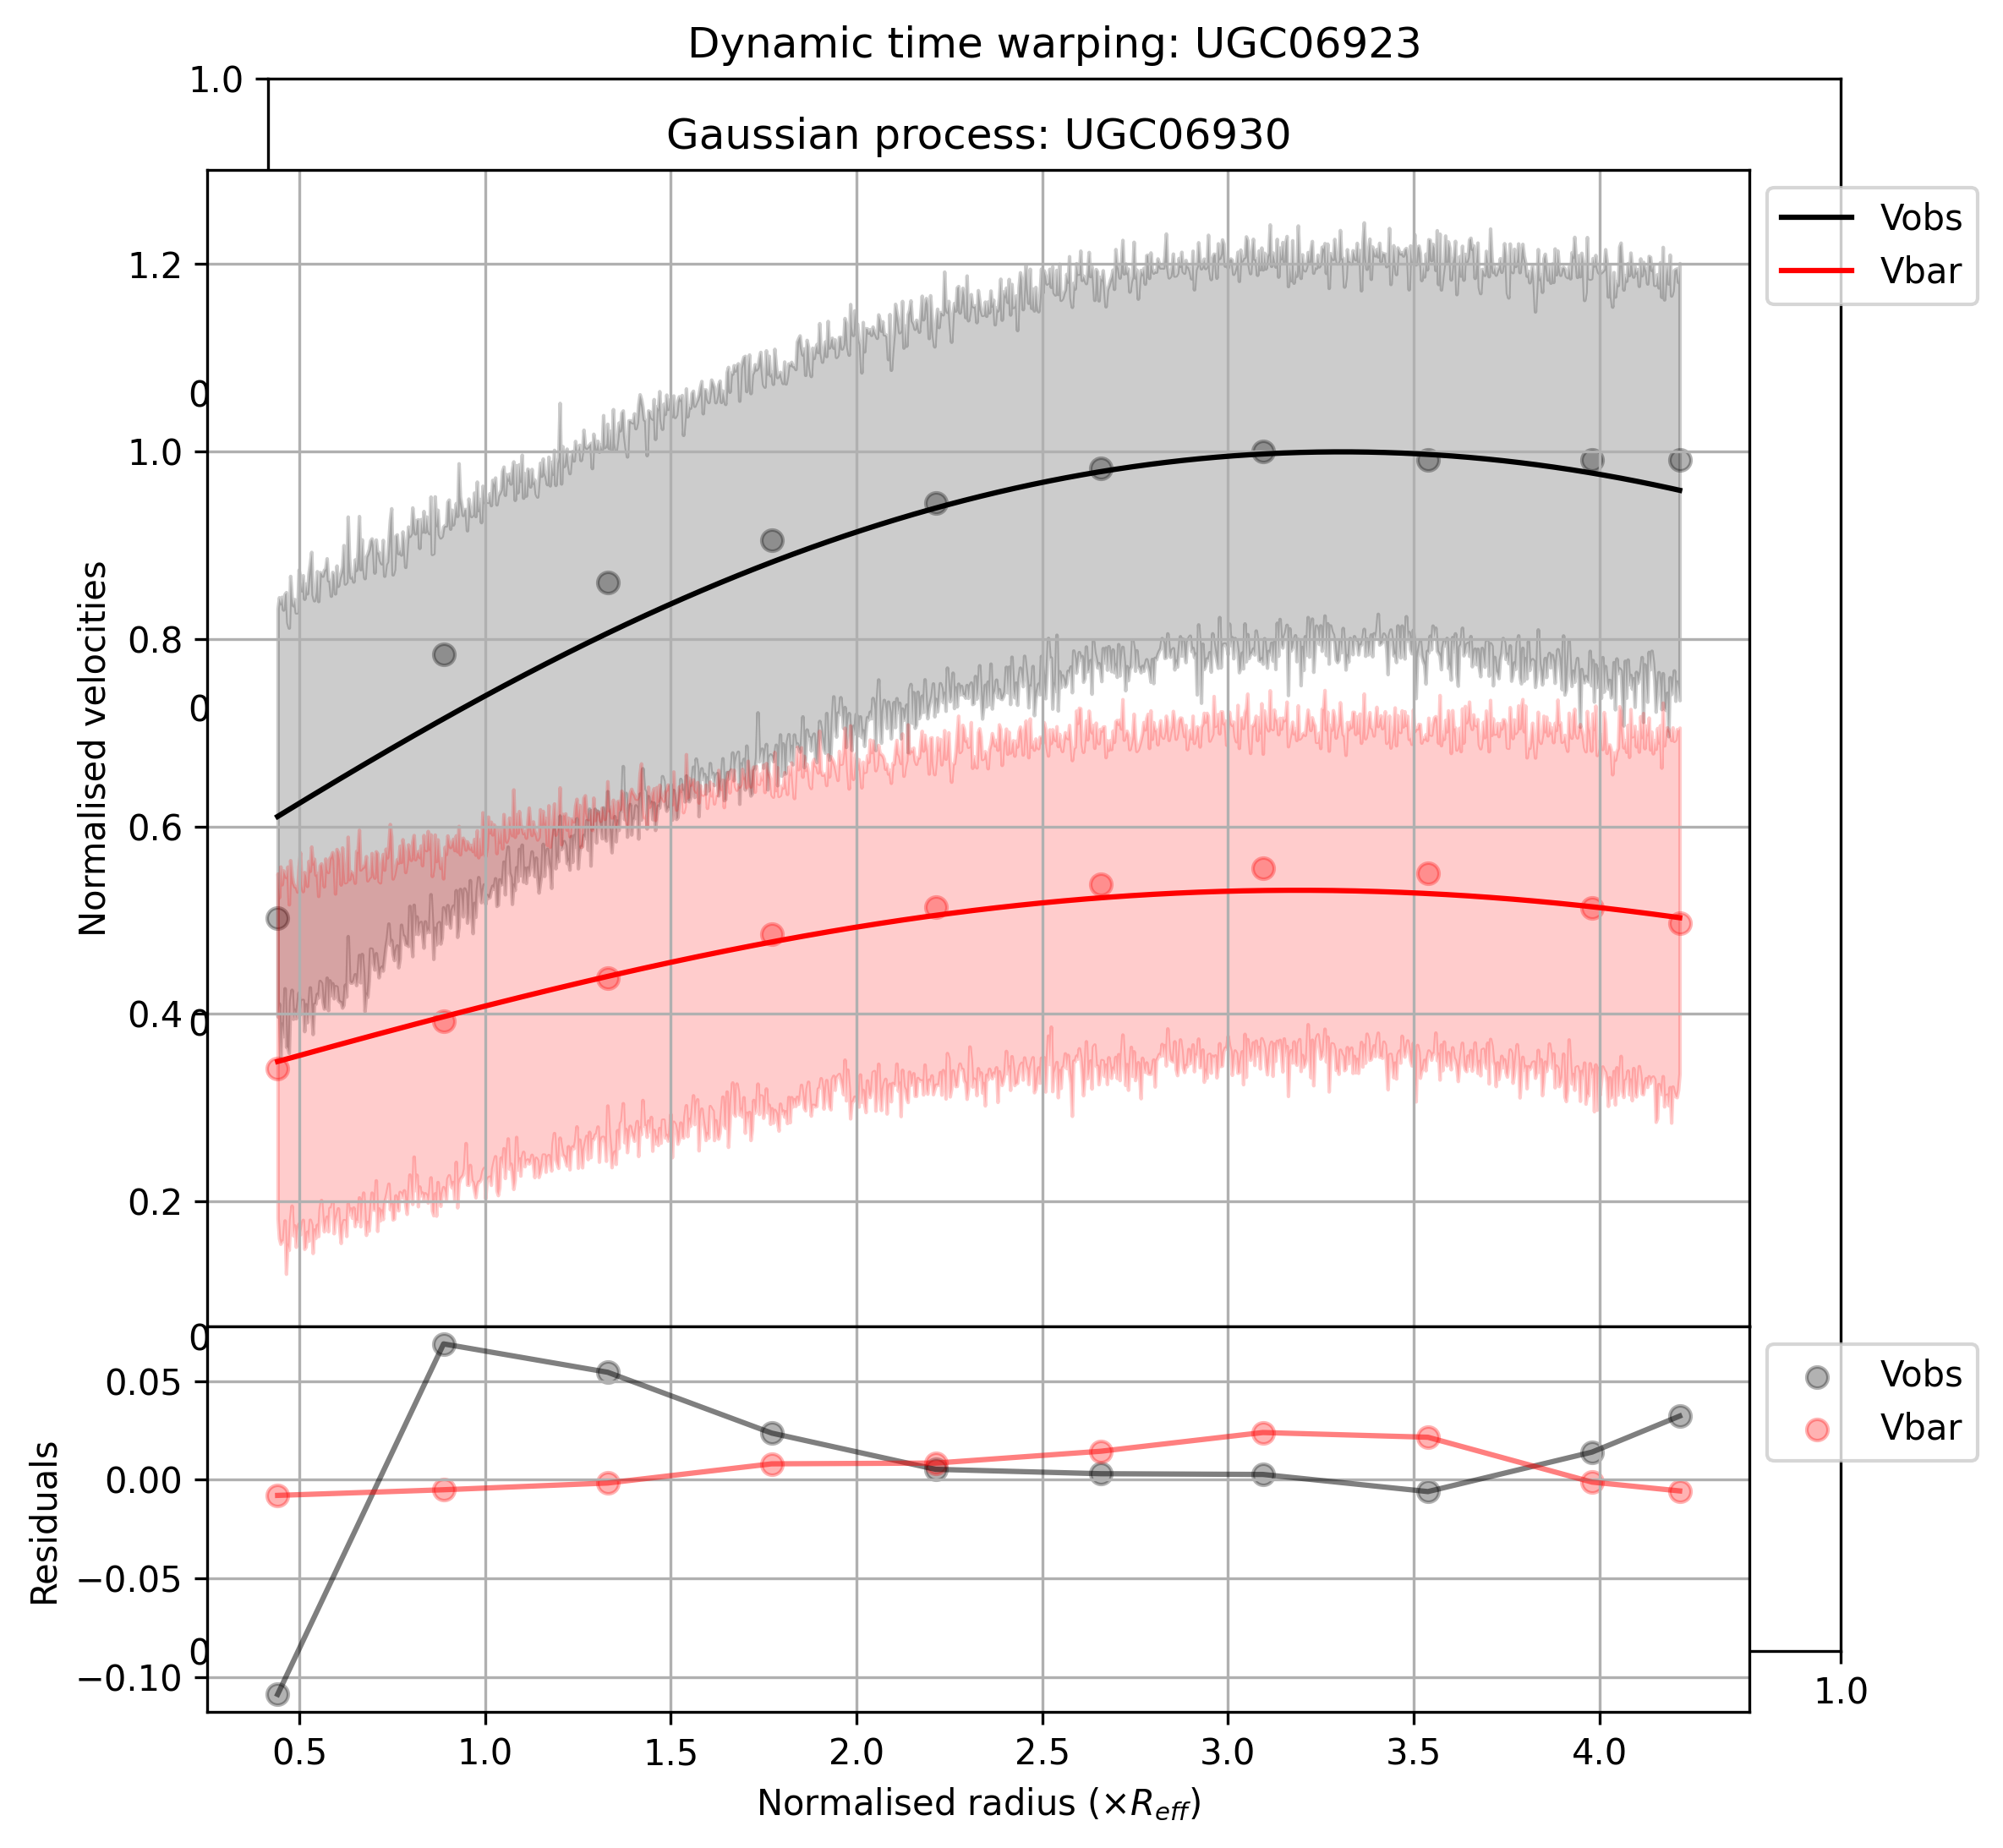 Dynamic time warping: UGC06923
1.0
Gaussian process: UGC06930
Vobs
Vbar
1.2
0
1.0
0.8
0
0.6
0.4
0
0.2
Normalised velocities
0
Vobs
Vbar
0.05
0.00
−0.05
0
−0.10
Residuals
1.0
0.5 1.0 1.5 2.0 2.5 3.0 3.5 4.0
Normalised radius (×R_eff)